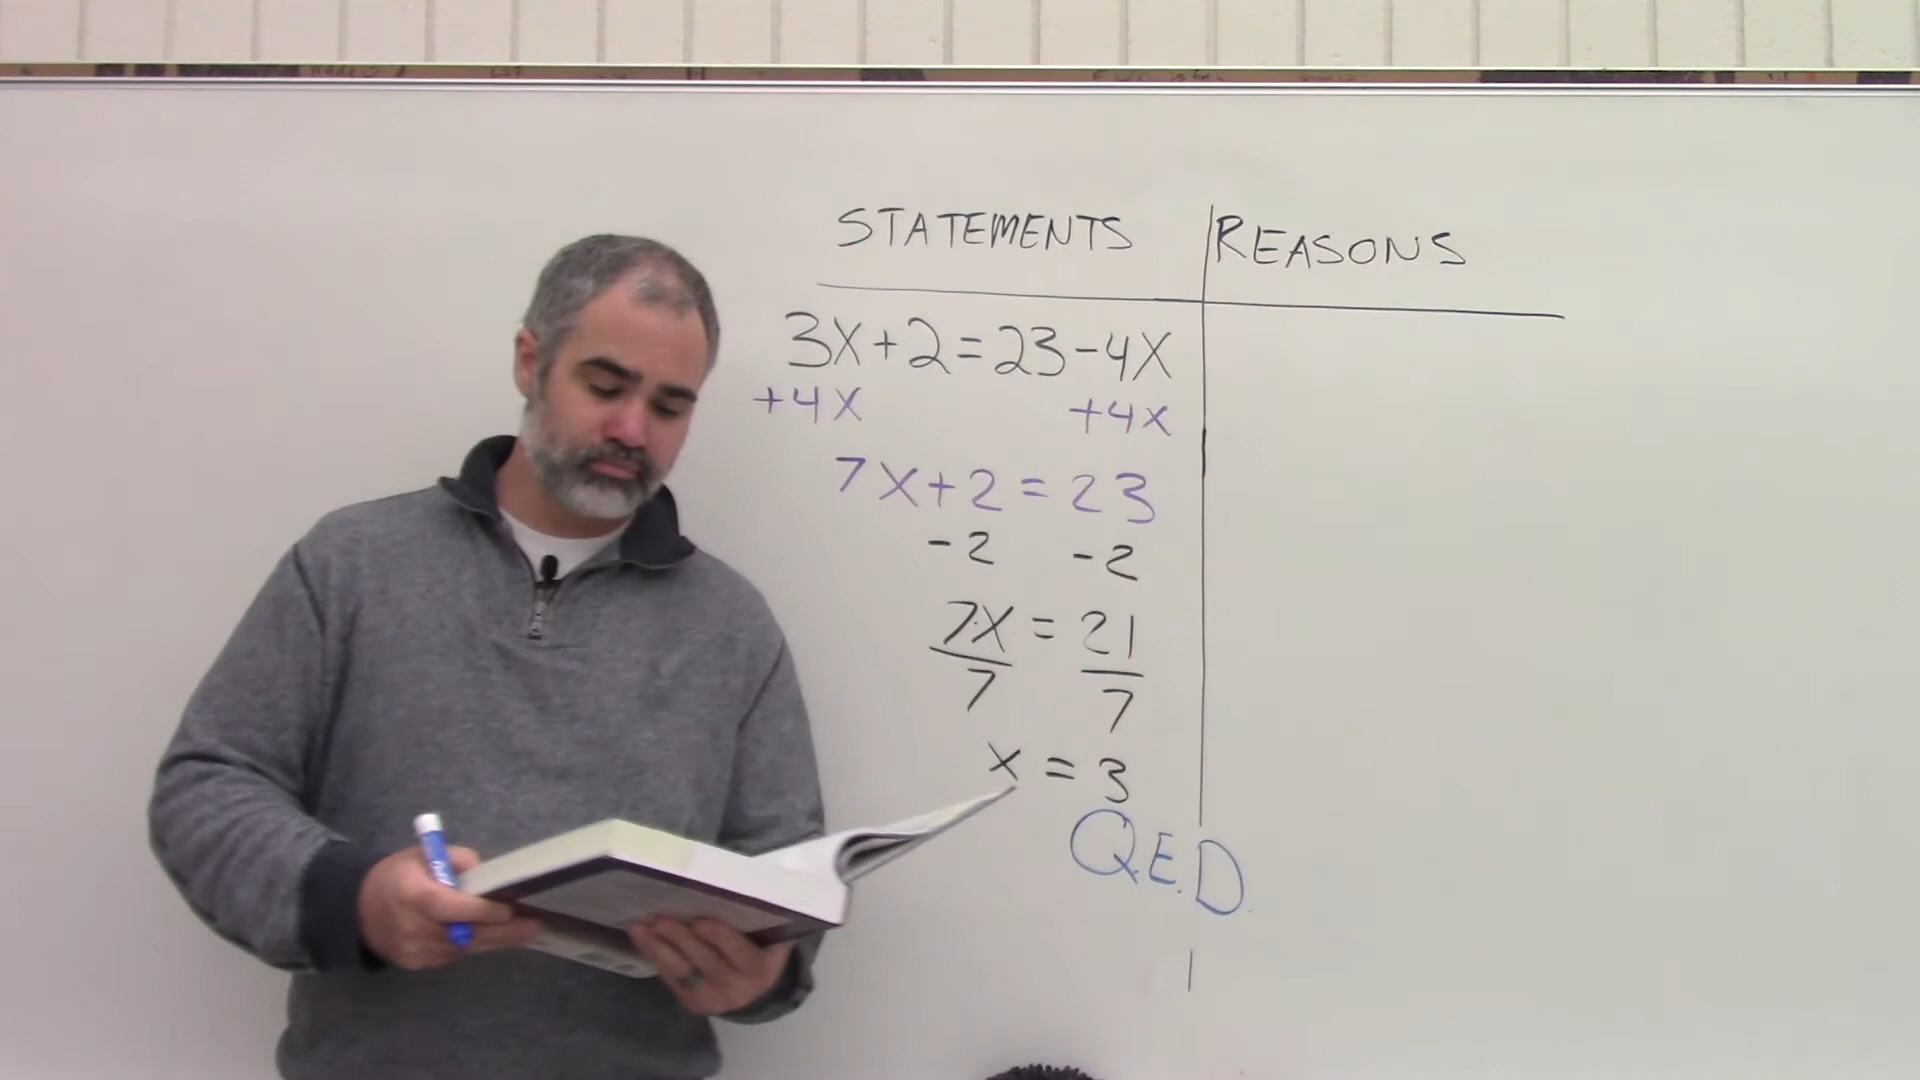 STATEMENTS REASONS
3X+2=23-4X
+4X +4X
7X+2=23
-2 -2
7X = 21
7 7
x = 3
Q.E.D.